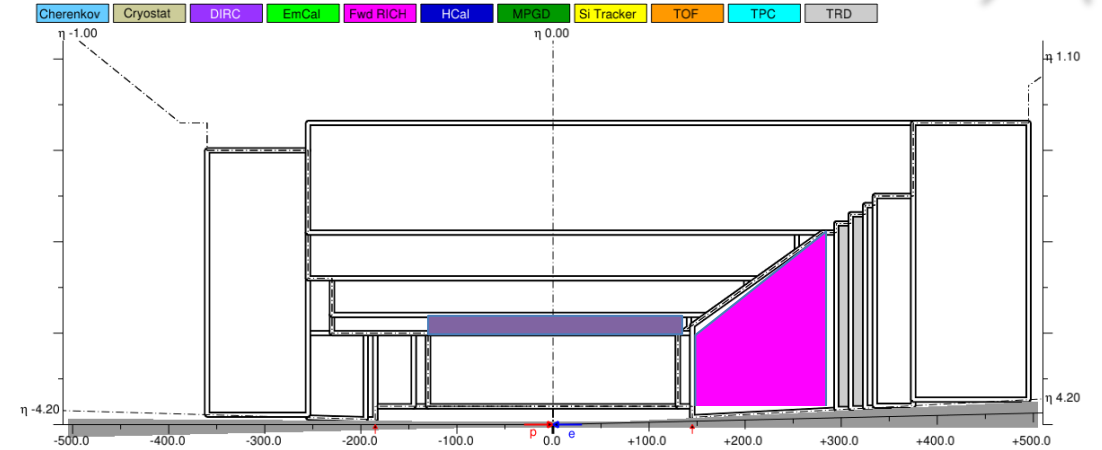 Cherenkov Cryostat DIRC EmCal Fwd RICH HCal MPGD Si Tracker TOF TPC TRD
η -1.00 η 0.00
η 1.10
η -4.20 η 4.20
-500.0 -400.0 -300.0 -200.0 -100.0 0.0 +100.0 +200.0 +300.0 +400.0 +500.0
p e